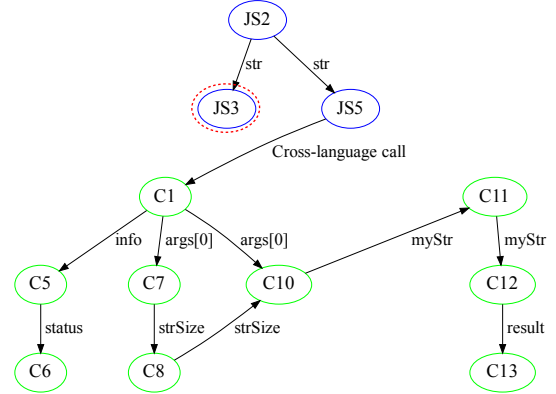 JS2
str
str
JS3
JS5
Cross-language call
C1
C11
info
args[0]
args[0]
myStr
myStr
C5
C7
C10
C12
status
strSize
strSize
result
C6
C8
C13